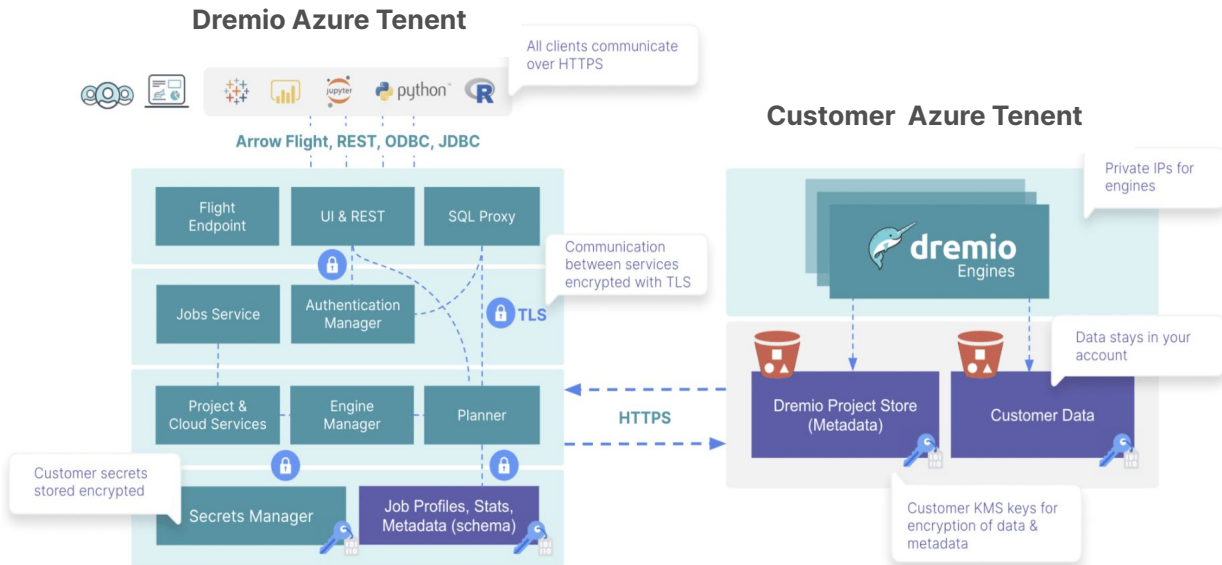 Dremio Azure Tenent
All clients communicate
over HTTPS
jupyter
python™
R
Arrow Flight, REST, ODBC, JDBC
Customer Azure Tenent
Private IPs for
engines
Flight
Endpoint
UI & REST
SQL Proxy
dremio
Engines
Communication
between services
encrypted with TLS
Jobs Service
Authentication
Manager
TLS
Data stays in your
account
Project &
Cloud Services
Engine
Manager
Planner
HTTPS
Dremio Project Store
(Metadata)
Customer Data
Customer secrets
stored encrypted
Secrets Manager
Job Profiles, Stats,
Metadata (schema)
Customer KMS keys for
encryption of data &
metadata